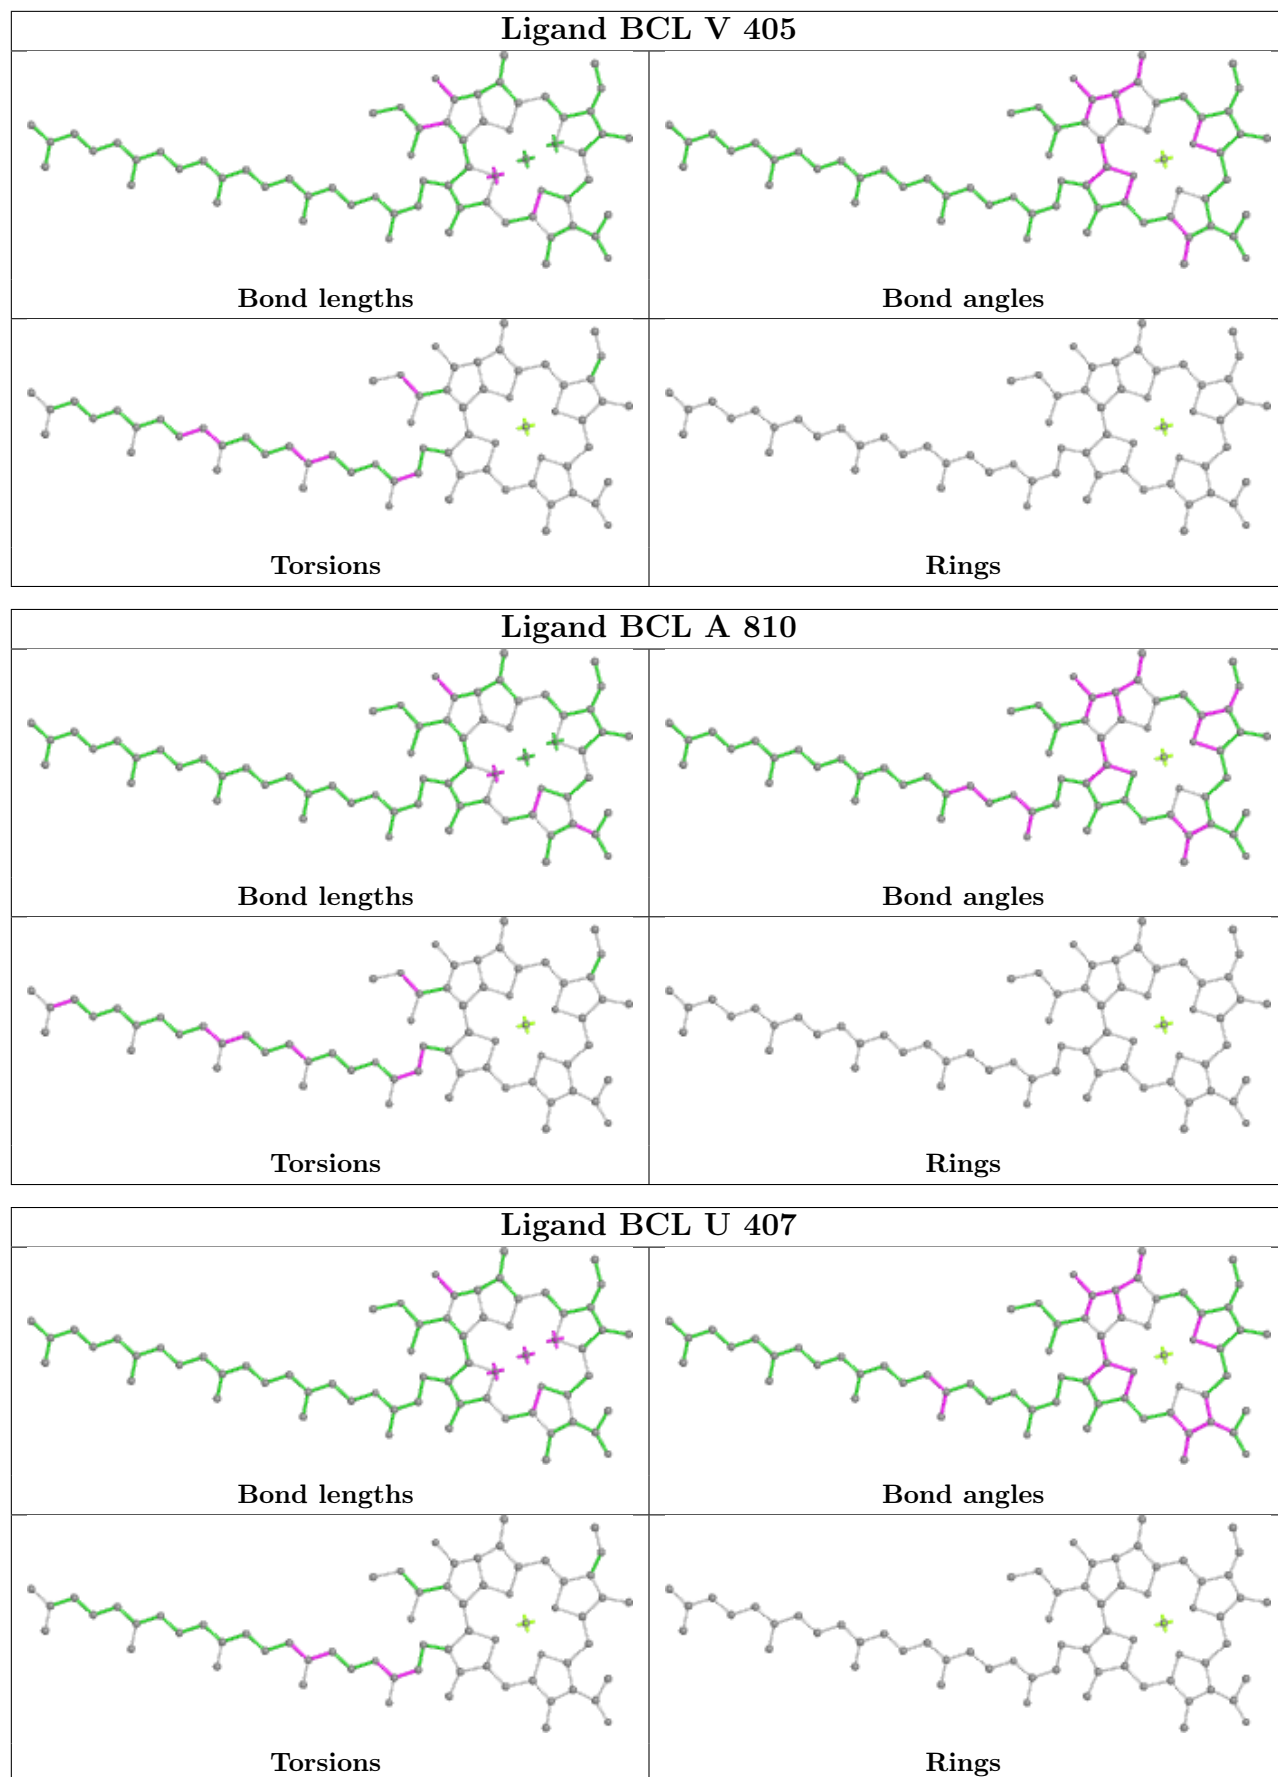 Ligand BCL V 405
Bond lengths
Bond angles
Torsions
Rings
Ligand BCL A 810
Bond lengths
Bond angles
Torsions
Rings
Ligand BCL U 407
Bond lengths
Bond angles
Torsions
Rings